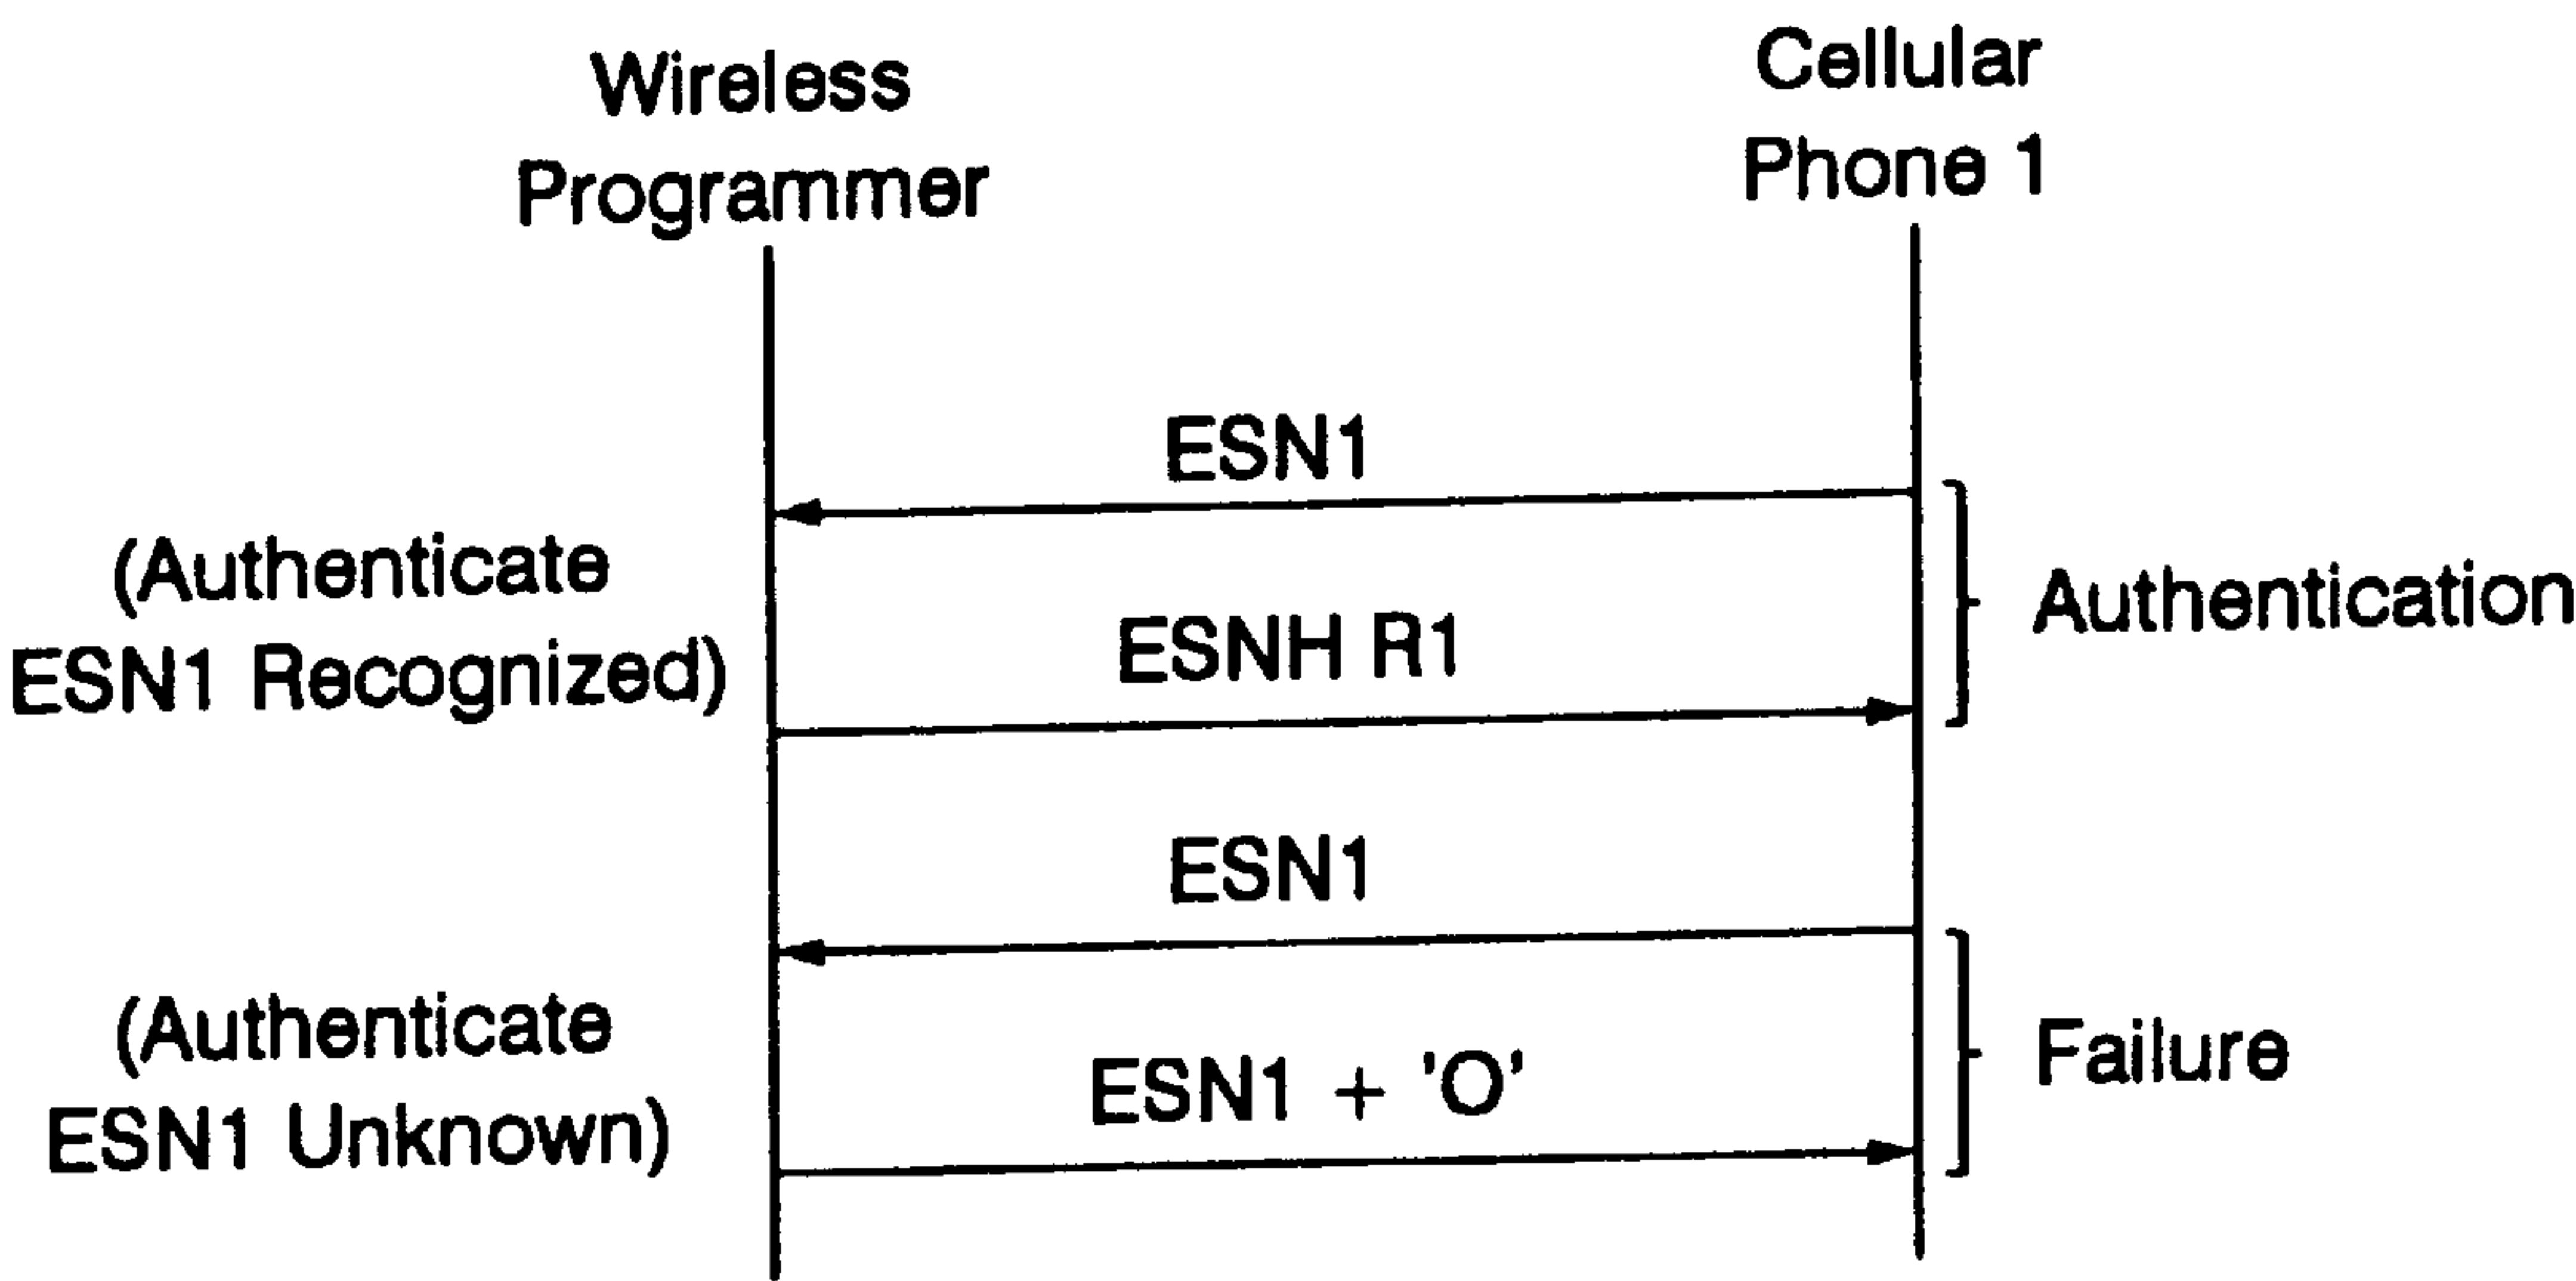 Wireless
Programmer
Cellular
Phone 1
ESN1
(Authenticate
ESN1 Recognized)
ESNH R1
Authentication
ESN1
(Authenticate
ESN1 Unknown)
ESN1 + 'O'
Failure